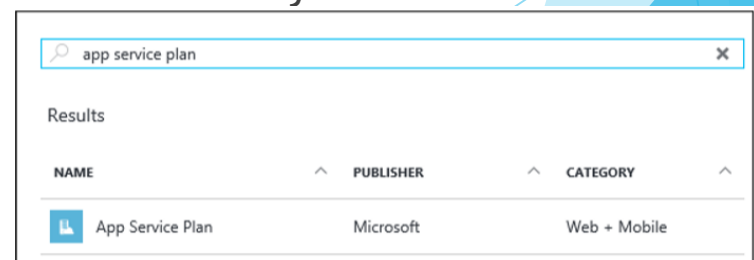 app service plan
Results
NAME PUBLISHER CATEGORY
App Service Plan Microsoft Web + Mobile